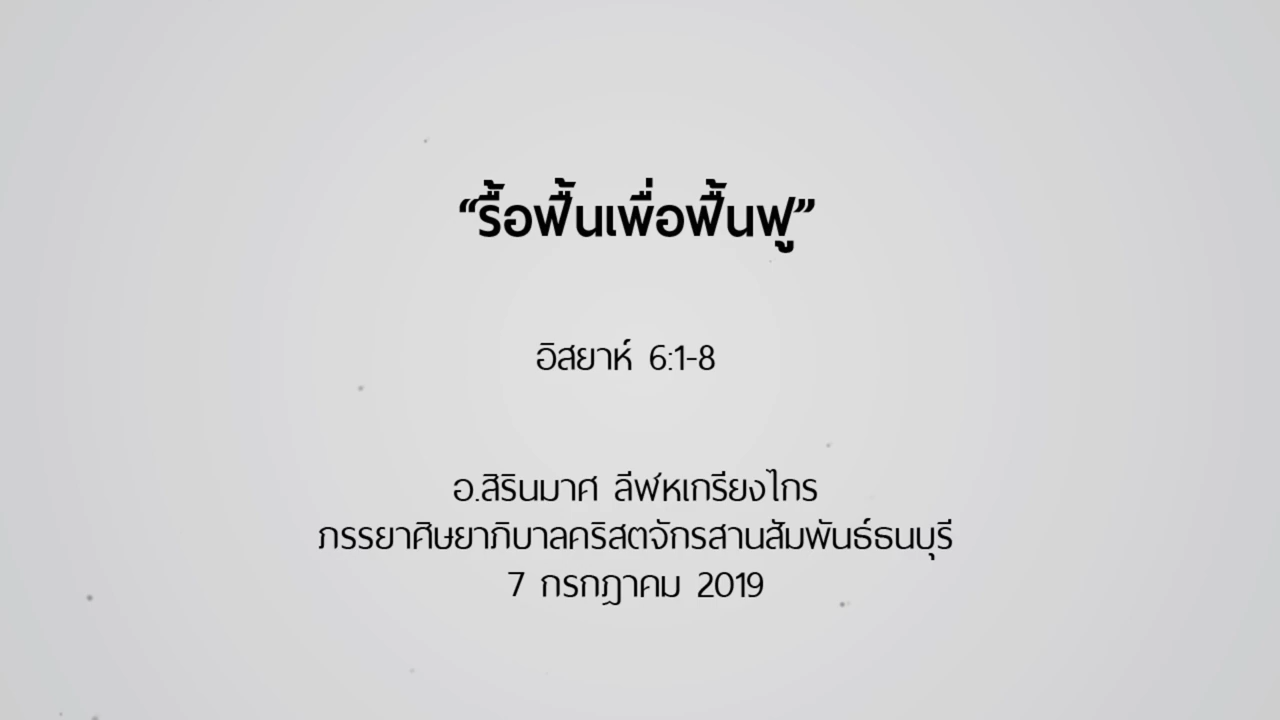 “รื้อฟื้นเพื่อฟื้นฟู”
อิสยาห์ 6:1-8
อ.สิรินมาศ ลีฬหเกรียงไกร
ภรรยาศิษยาภิบาลคริสตจักรสานสัมพันธ์ธนบุรี
7 กรกฎาคม 2019